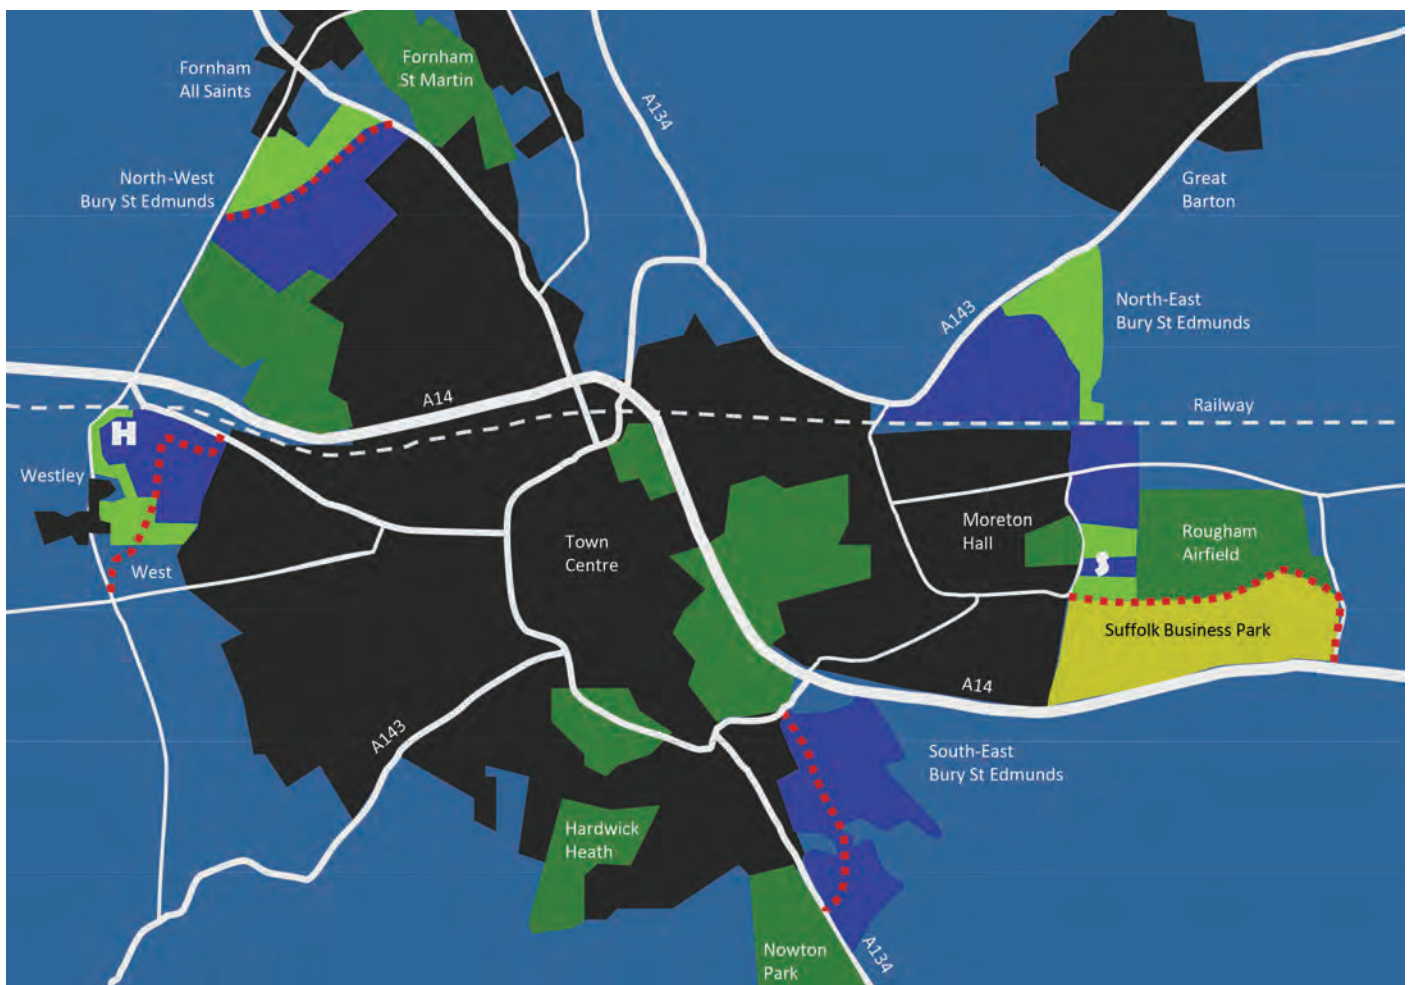 Fornham
All Saints
Fornham
St Martin
A134
North-West
Bury St Edmunds
Great
Barton
North-East
Bury St Edmunds
A143
A14
Railway
H
Westley
West
Town
Centre
Moreton
Hall
Rougham
Airfield
S
Suffolk Business Park
A14
A143
South-East
Bury St Edmunds
Hardwick
Heath
Nowton
Park
A134